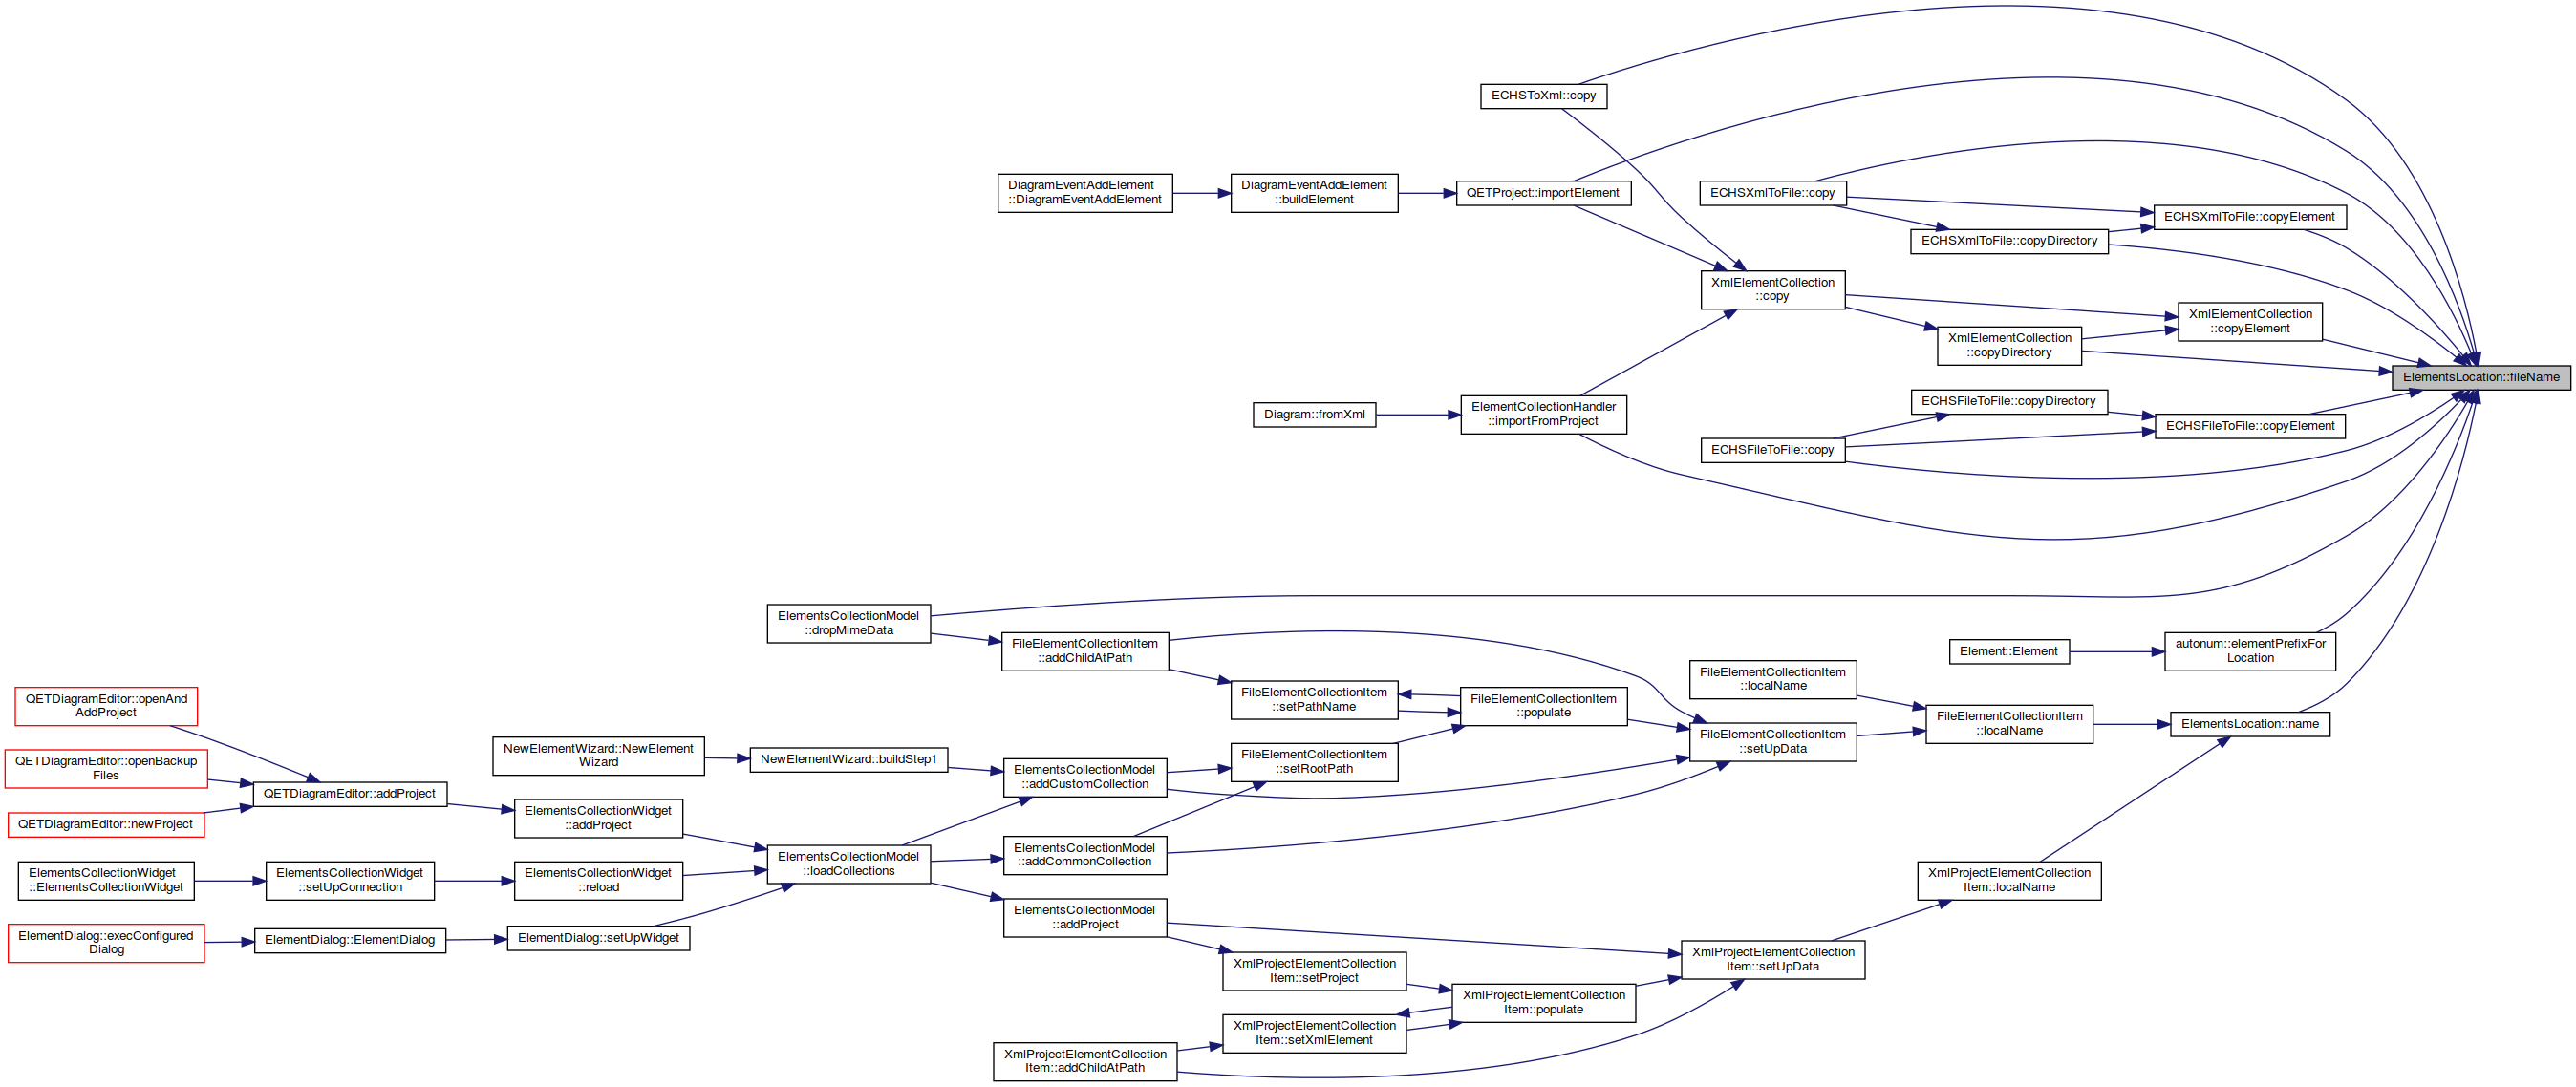 ECHSToXml::copy
DiagramEventAddElement
::DiagramEventAddElement
DiagramEventAddElement
::buildElement
QETProject::importElement
ECHSXmlToFile::copy
ECHSXmlToFile::copyElement
ECHSXmlToFile::copyDirectory
XmlElementCollection
::copy
XmlElementCollection
::copyElement
XmlElementCollection
::copyDirectory
ElementsLocation::fileName
Diagram::fromXml
ElementCollectionHandler
::importFromProject
ECHSFileToFile::copyDirectory
ECHSFileToFile::copyElement
ECHSFileToFile::copy
ElementsCollectionModel
::dropMimeData
FileElementCollectionItem
::addChildAtPath
Element::Element
autonum::elementPrefixFor
Location
FileElementCollectionItem
::localName
FileElementCollectionItem
::setPathName
FileElementCollectionItem
::populate
FileElementCollectionItem
::setUpData
FileElementCollectionItem
::localName
ElementsLocation::name
QETDiagramEditor::openAnd
AddProject
QETDiagramEditor::openBackup
Files
QETDiagramEditor::newProject
QETDiagramEditor::addProject
NewElementWizard::NewElement
Wizard
NewElementWizard::buildStep1
ElementsCollectionModel
::addCustomCollection
FileElementCollectionItem
::setRootPath
ElementsCollectionWidget
::addProject
ElementsCollectionModel
::loadCollections
ElementsCollectionModel
::addCommonCollection
ElementsCollectionWidget
::ElementsCollectionWidget
ElementsCollectionWidget
::setUpConnection
ElementsCollectionWidget
::reload
ElementDialog::execConfigured
Dialog
ElementDialog::ElementDialog
ElementDialog::setUpWidget
ElementsCollectionModel
::addProject
XmlProjectElementCollection
Item::localName
XmlProjectElementCollection
Item::setUpData
XmlProjectElementCollection
Item::setProject
XmlProjectElementCollection
Item::populate
XmlProjectElementCollection
Item::setXmlElement
XmlProjectElementCollection
Item::addChildAtPath